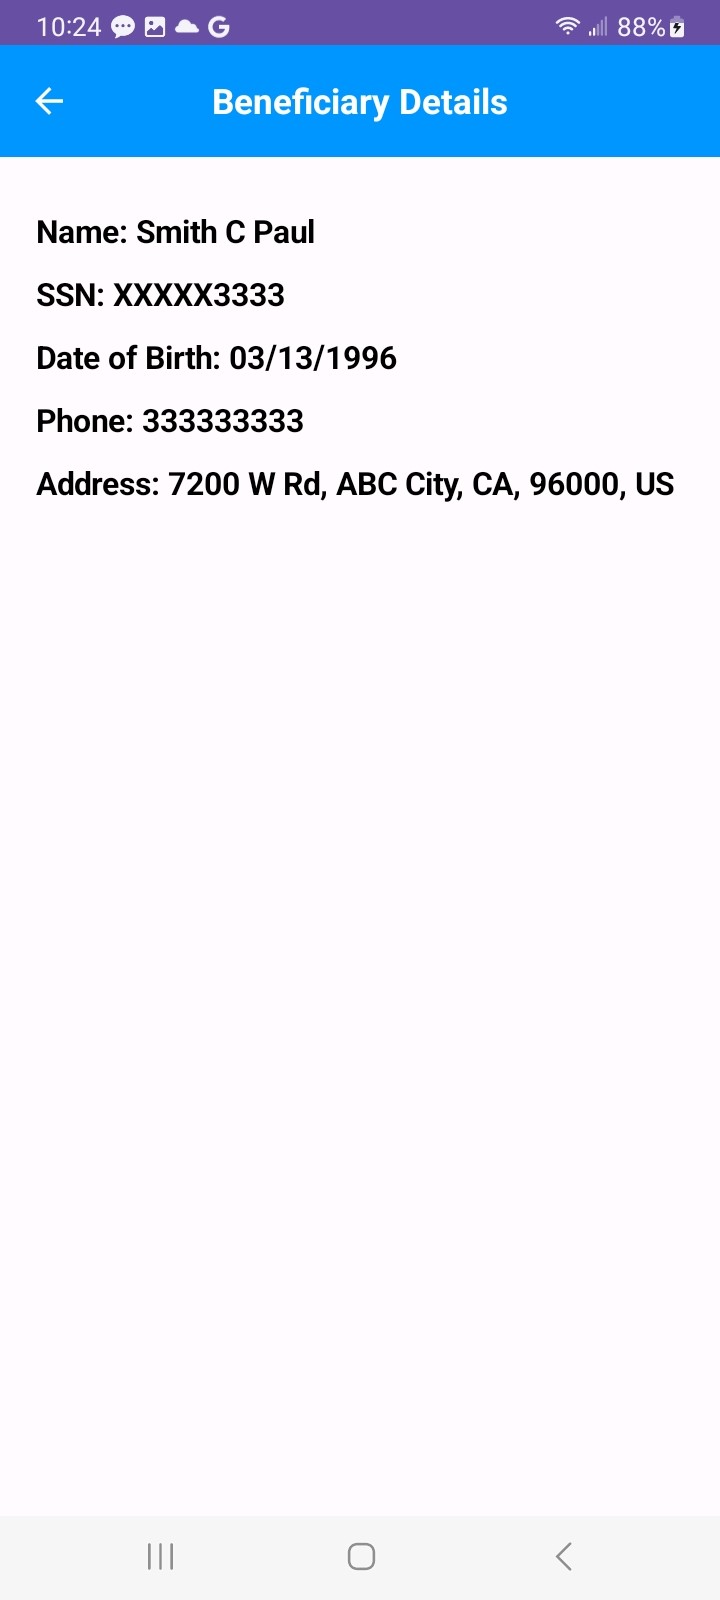 10:24 88%
Beneficiary Details
Name: Smith C Paul
SSN: XXXXX3333
Date of Birth: 03/13/1996
Phone: 333333333
Address: 7200 W Rd, ABC City, CA, 96000, US